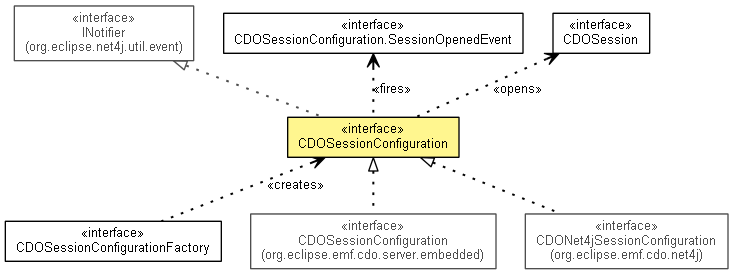 «interface»
INotifier
(org.eclipse.net4j.util.event)
«interface»
CDOSessionConfiguration.SessionOpenedEvent
«interface»
CDOSession
«fires»
«opens»
«interface»
CDOSessionConfiguration
«creates»
«interface»
CDOSessionConfigurationFactory
«interface»
CDOSessionConfiguration
(org.eclipse.emf.cdo.server.embedded)
«interface»
CDONet4jSessionConfiguration
(org.eclipse.emf.cdo.net4j)